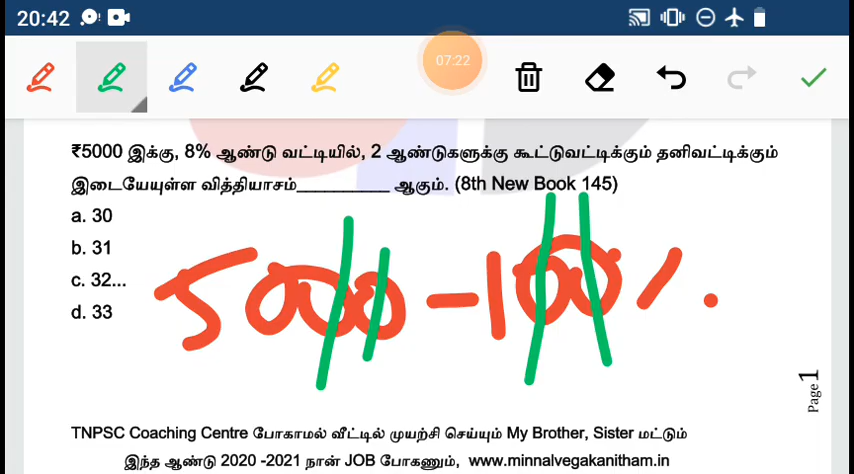 20:42
07:22
₹5000 இக்கு, 8% ஆண்டு வட்டியில், 2 ஆண்டுகளுக்கு கூட்டுவட்டிக்கும் தனிவட்டிக்கும்
இடையேயுள்ள வித்தியாசம்__________ ஆகும். (8th New Book 145)
a. 30
b. 31
c. 32...
d. 33
5000 - 100%.
Page 1
TNPSC Coaching Centre போகாமல் வீட்டில் முயற்சி செய்யும் My Brother, Sister மட்டும்
இந்த ஆண்டு 2020 -2021 நான் JOB போகணும், www.minnalvegakanitham.in